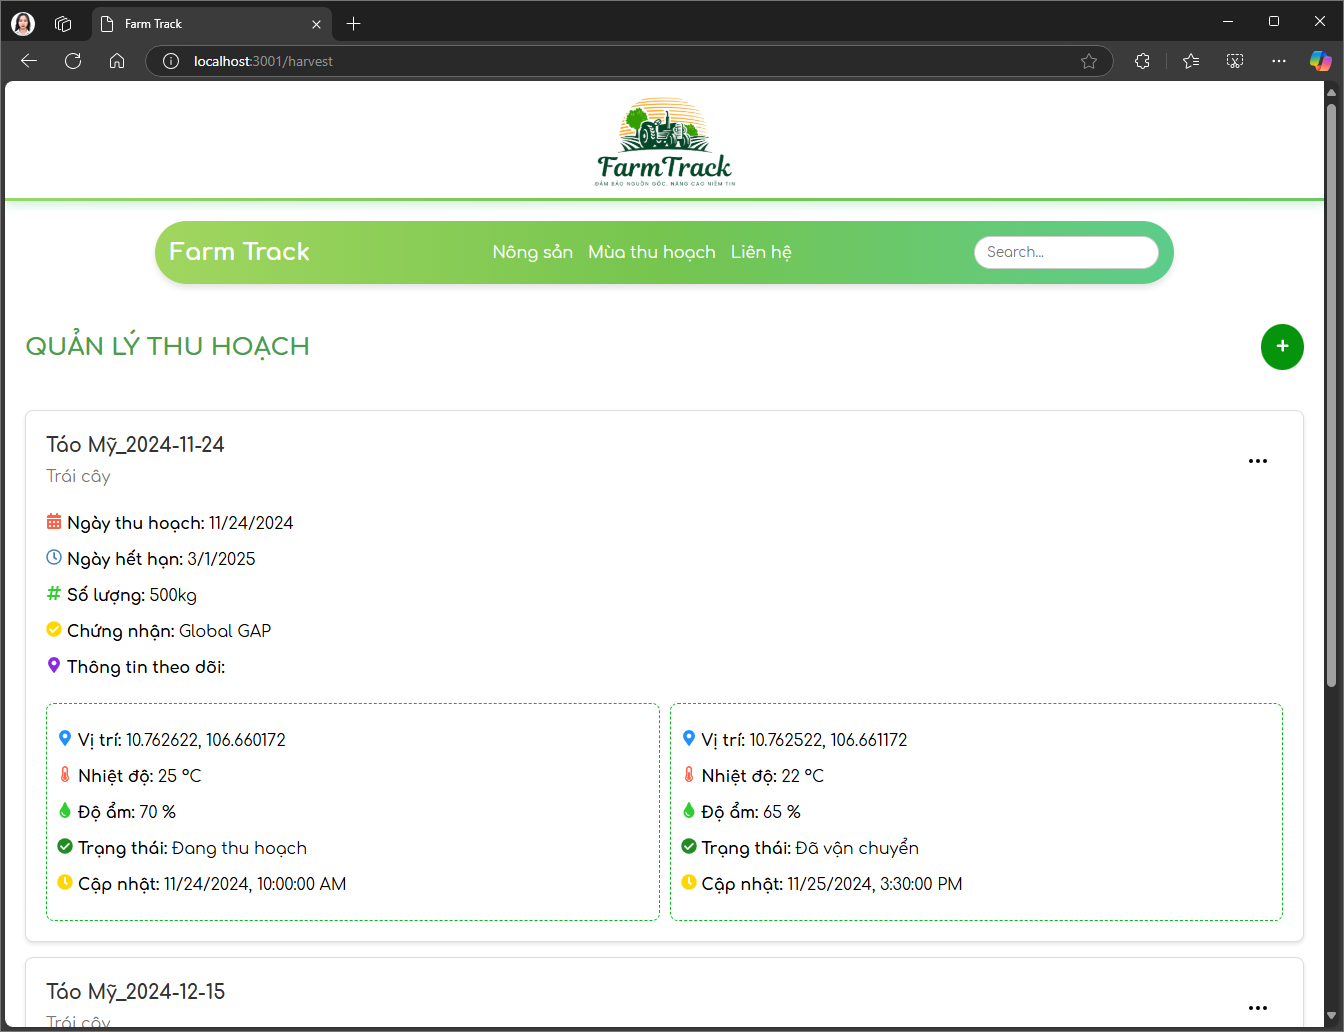 Farm Track
localhost:3001/harvest
FarmTrack
ĐẢM BẢO NGUỒN GỐC, NÂNG CAO NIỀM TIN
Farm Track
Nông sản Mùa thu hoạch Liên hệ
Search...
QUẢN LÝ THU HOẠCH
+
Táo Mỹ_2024-11-24
Trái cây
Ngày thu hoạch: 11/24/2024
Ngày hết hạn: 3/1/2025
# Số lượng: 500kg
Chứng nhận: Global GAP
Thông tin theo dõi:
Vị trí: 10.762622, 106.660172
Nhiệt độ: 25 °C
Độ ẩm: 70 %
Trạng thái: Đang thu hoạch
Cập nhật: 11/24/2024, 10:00:00 AM
Vị trí: 10.762522, 106.661172
Nhiệt độ: 22 °C
Độ ẩm: 65 %
Trạng thái: Đã vận chuyển
Cập nhật: 11/25/2024, 3:30:00 PM
Táo Mỹ_2024-12-15
Trái cây